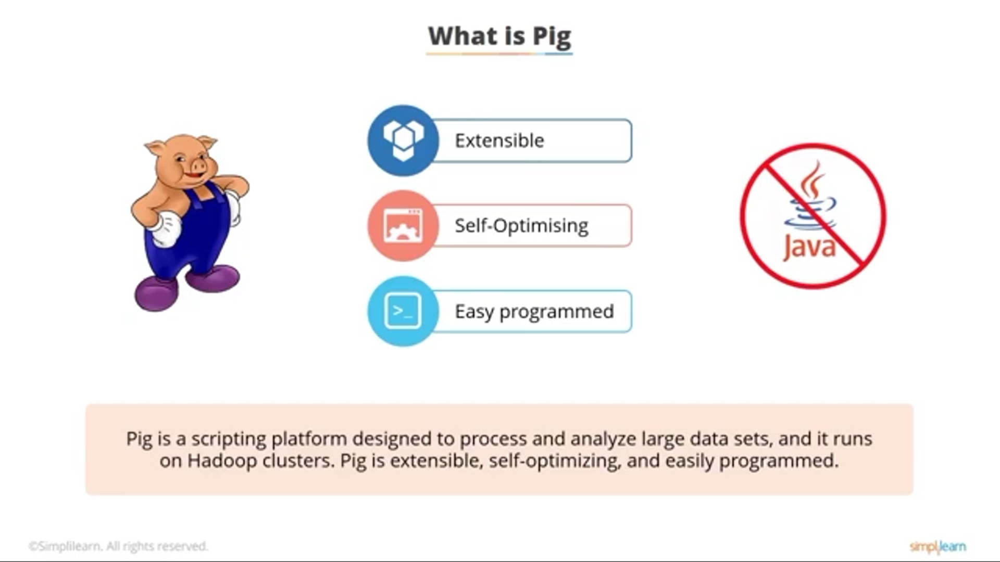 What is Pig
Extensible
Self-Optimising
Easy programmed
Java
>_
Pig is a scripting platform designed to process and analyze large data sets, and it runs
on Hadoop clusters. Pig is extensible, self-optimizing, and easily programmed.
©Simplilearn. All rights reserved.
simplilearn